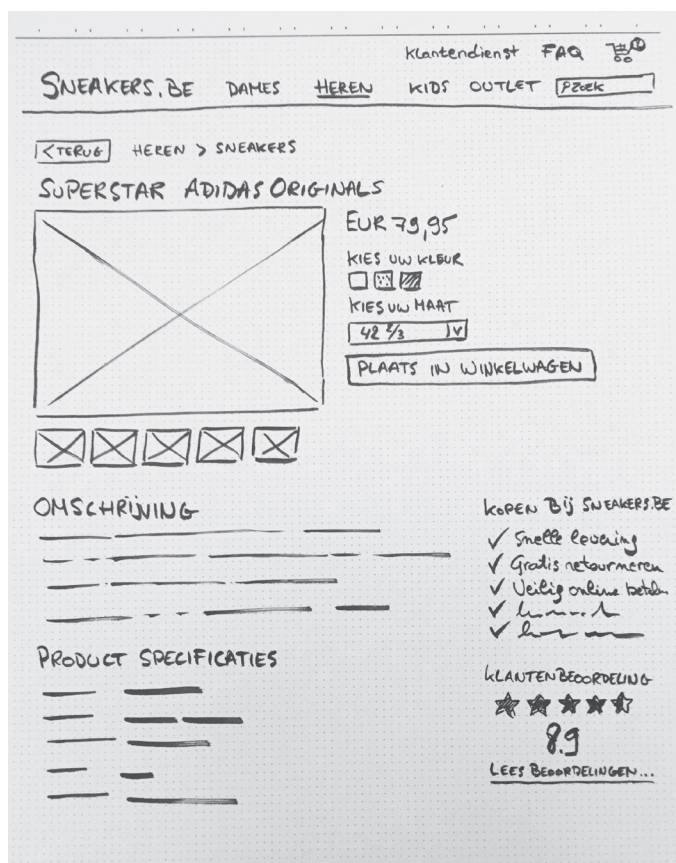 Klantendienst FAQ
SNEAKERS.BE DAMES HEREN KIDS OUTLET
< TERUG HEREN > SNEAKERS
SUPERSTAR ADIDAS ORIGINALS
EUR 79,95
KIES UW KLEUR
KIES UW MAAT
42 2/3 V
PLAATS IN WINKELWAGEN
OMSCHRIJVING
KOPEN Bij SNEAKERS.BE
✓ Snelle levering
✓ Gratis retourneren
✓ Veilig online betalen
PRODUCT SPECIFICATIES
KLANTENBEOORDELING
8.9
LEES BEOORDELINGEN...